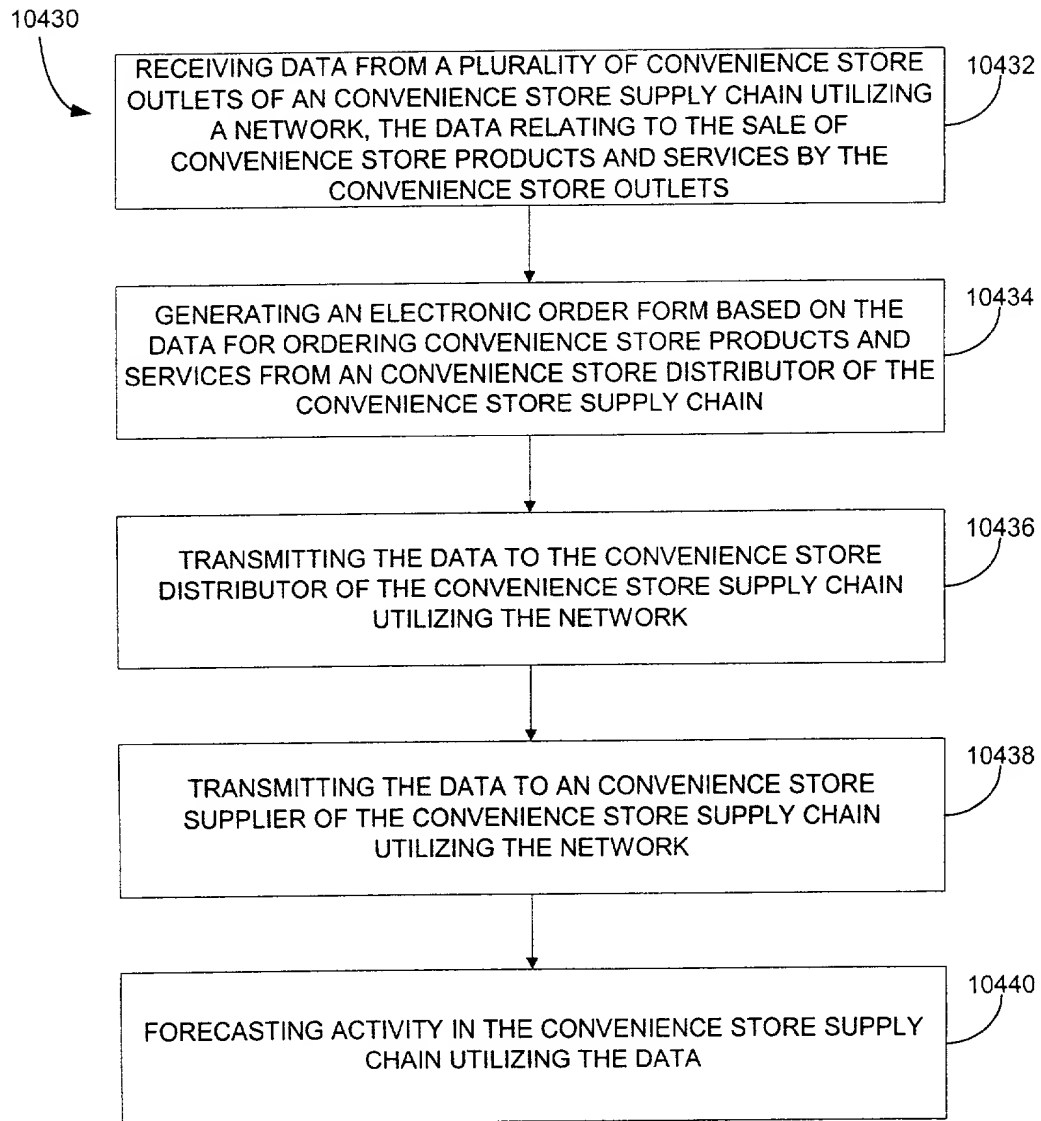 10430
RECEIVING DATA FROM A PLURALITY OF CONVENIENCE STORE
OUTLETS OF AN CONVENIENCE STORE SUPPLY CHAIN UTILIZING
A NETWORK, THE DATA RELATING TO THE SALE OF
CONVENIENCE STORE PRODUCTS AND SERVICES BY THE
CONVENIENCE STORE OUTLETS
10432
GENERATING AN ELECTRONIC ORDER FORM BASED ON THE
DATA FOR ORDERING CONVENIENCE STORE PRODUCTS AND
SERVICES FROM AN CONVENIENCE STORE DISTRIBUTOR OF THE
CONVENIENCE STORE SUPPLY CHAIN
10434
TRANSMITTING THE DATA TO THE CONVENIENCE STORE
DISTRIBUTOR OF THE CONVENIENCE STORE SUPPLY CHAIN
UTILIZING THE NETWORK
10436
TRANSMITTING THE DATA TO AN CONVENIENCE STORE
SUPPLIER OF THE CONVENIENCE STORE SUPPLY CHAIN
UTILIZING THE NETWORK
10438
FORECASTING ACTIVITY IN THE CONVENIENCE STORE SUPPLY
CHAIN UTILIZING THE DATA
10440